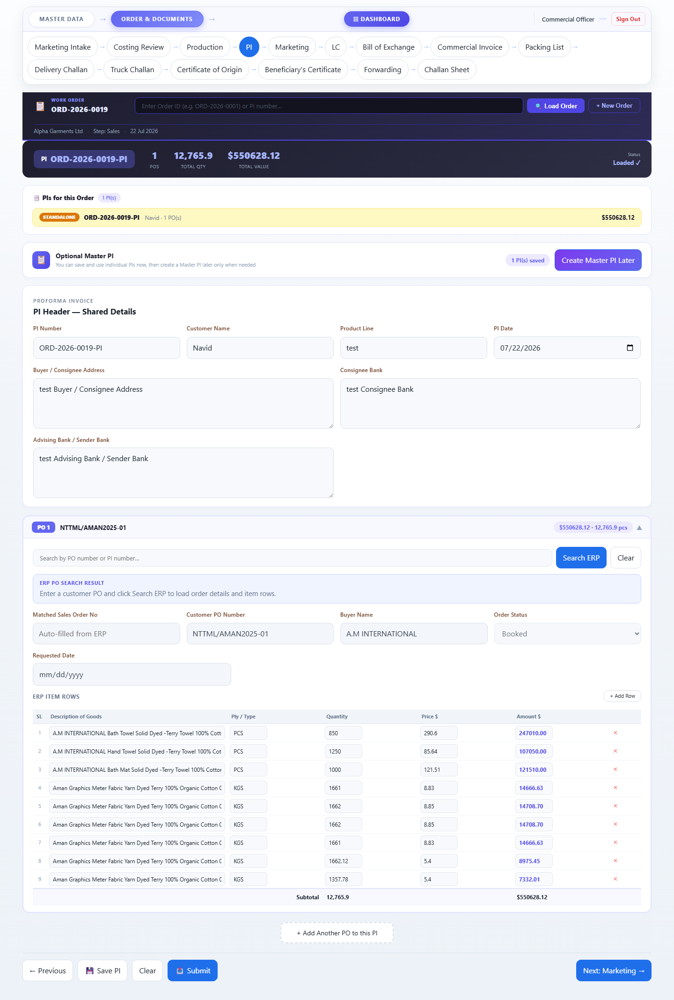 MASTER DATA → ORDER & DOCUMENTS → DASHBOARD Commercial Officer Sign Out
Marketing Intake → Costing Review → Production → PI → Marketing → LC → Bill of Exchange → Commercial Invoice → Packing List →
Delivery Challan → Truck Challan → Certificate of Origin → Beneficiary's Certificate → Forwarding → Challan Sheet
WORK ORDER
ORD-2026-0019
Enter Order ID (e.g. ORD-2026-0001) or PI number...
Load Order
+ New Order
Alpha Garments Ltd · Step: Sales · 22 Jul 2026
PI ORD-2026-0019-PI
1
POS
12,765.9
TOTAL QTY
$550628.12
TOTAL VALUE
Status
Loaded ✓
PIs for this Order 1 PI(s)
STANDALONE ORD-2026-0019-PI Navid · 1 PO(s) $550628.12
Optional Master PI
You can save and use individual PIs now, then create a Master PI later only when needed
1 PI(s) saved
Create Master PI Later
PROFORMA INVOICE
PI Header — Shared Details
PI Number Customer Name Product Line PI Date
ORD-2026-0019-PI Navid test 07/22/2026
Buyer / Consignee Address Consignee Bank
test Buyer / Consignee Address test Consignee Bank
Advising Bank / Sender Bank
test Advising Bank / Sender Bank
PO 1 NTTML/AMAN2025-01 $550628.12 · 12,765.9 pcs ▲
Search by PO number or PI number... Search ERP Clear
ERP PO SEARCH RESULT
Enter a customer PO and click Search ERP to load order details and item rows.
Matched Sales Order No Customer PO Number Buyer Name Order Status
Auto-filled from ERP NTTML/AMAN2025-01 A.M INTERNATIONAL Booked
Requested Date
mm/dd/yyyy
ERP ITEM ROWS + Add Row
SL Description of Goods Ply / Type Quantity Price $ Amount $
1 A.M INTERNATIONAL Bath Towel Solid Dyed -Terry Towel 100% Cott PCS 850 290.6 247010.00 ×
2 A.M INTERNATIONAL Hand Towel Solid Dyed -Terry Towel 100% Cot PCS 1250 85.64 107050.00 ×
3 A.M INTERNATIONAL Bath Mat Solid Dyed -Terry Towel 100% Cottor PCS 1000 121.51 121510.00 ×
4 Aman Graphics Meter Fabric Yarn Dyed Terry 100% Organic Cotton 0 KGS 1661 8.83 14666.63 ×
5 Aman Graphics Meter Fabric Yarn Dyed Terry 100% Organic Cotton 0 KGS 1662 8.85 14708.70 ×
6 Aman Graphics Meter Fabric Yarn Dyed Terry 100% Organic Cotton 0 KGS 1662 8.85 14708.70 ×
7 Aman Graphics Meter Fabric Yarn Dyed Terry 100% Organic Cotton 0 KGS 1661 8.83 14666.63 ×
8 Aman Graphics Meter Fabric Yarn Dyed Terry 100% Organic Cotton 0 KGS 1662.12 5.4 8975.45 ×
9 Aman Graphics Meter Fabric Yarn Dyed Terry 100% Organic Cotton 0 KGS 1357.78 5.4 7332.01 ×
Subtotal 12,765.9 $550628.12
+ Add Another PO to this PI
← Previous Save PI Clear Submit Next: Marketing →